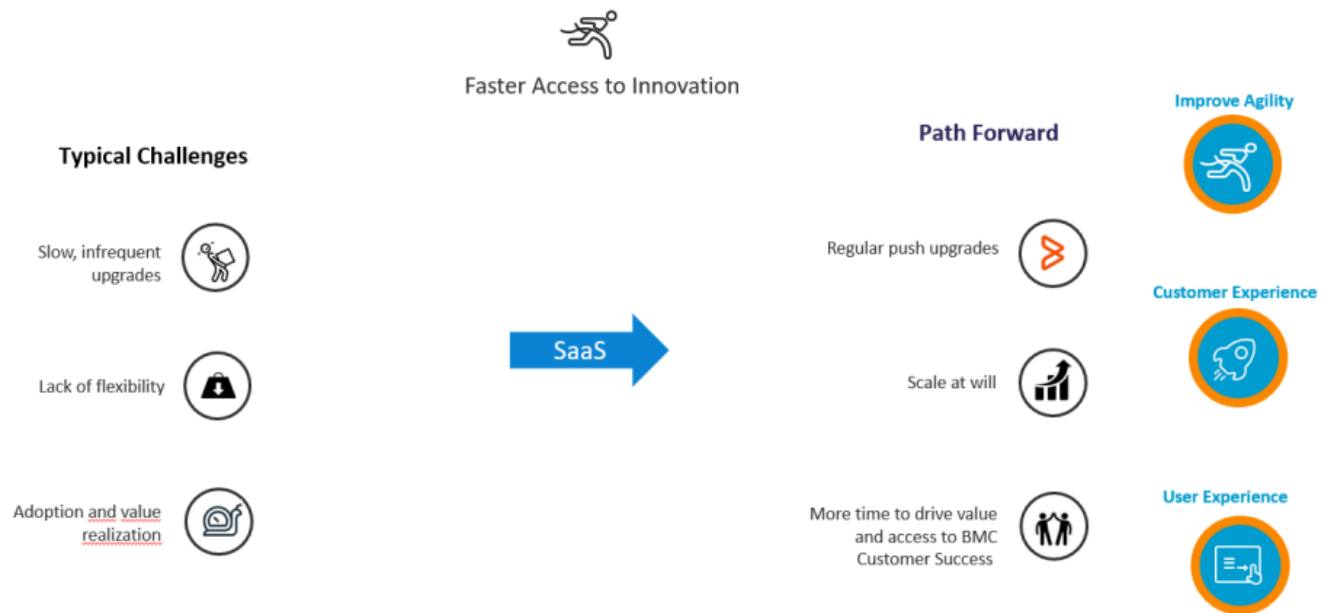 Faster Access to Innovation
Typical Challenges
Slow, infrequent
upgrades
Lack of flexibility
Adoption and value
realization
SaaS
Path Forward
Regular push upgrades
Scale at will
More time to drive value
and access to BMC
Customer Success
Improve Agility
Customer Experience
User Experience